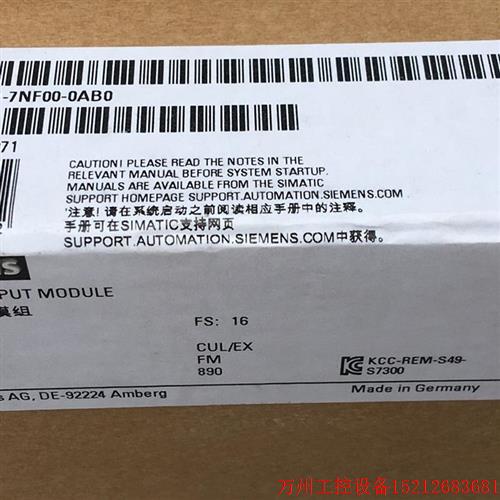 -7NF00-0AB0
971
CAUTION! PLEASE READ THE NOTES IN THE
RELEVANT MANUAL BEFORE SYSTEM STARTUP.
MANUALS ARE AVAILABLE FROM THE SIMATIC
SUPPORT HOMEPAGE SUPPORT.AUTOMATION.SIEMENS.COM
'注意! 请在系统启动之前阅读相应手册中的注释。
手册可在SIMATIC支持网页
SUPPORT.AUTOMATION.SIEMENS.COM中获得。
PUT MODULE
模组
FS: 16
CUL/EX
FM
890
KCC-REM-S49-
S7300
s AG, DE-92224 Amberg
Made in Germany
万州工控设备15212683681